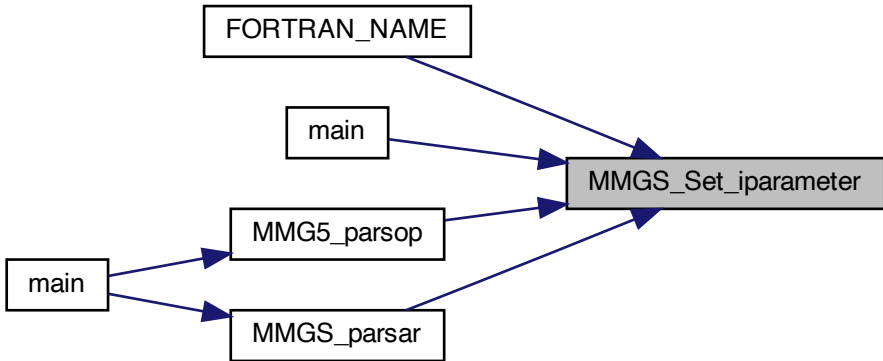 FORTRAN_NAME
main
MMGS_Set_iparameter
MMG5_parsop
main
MMGS_parsar